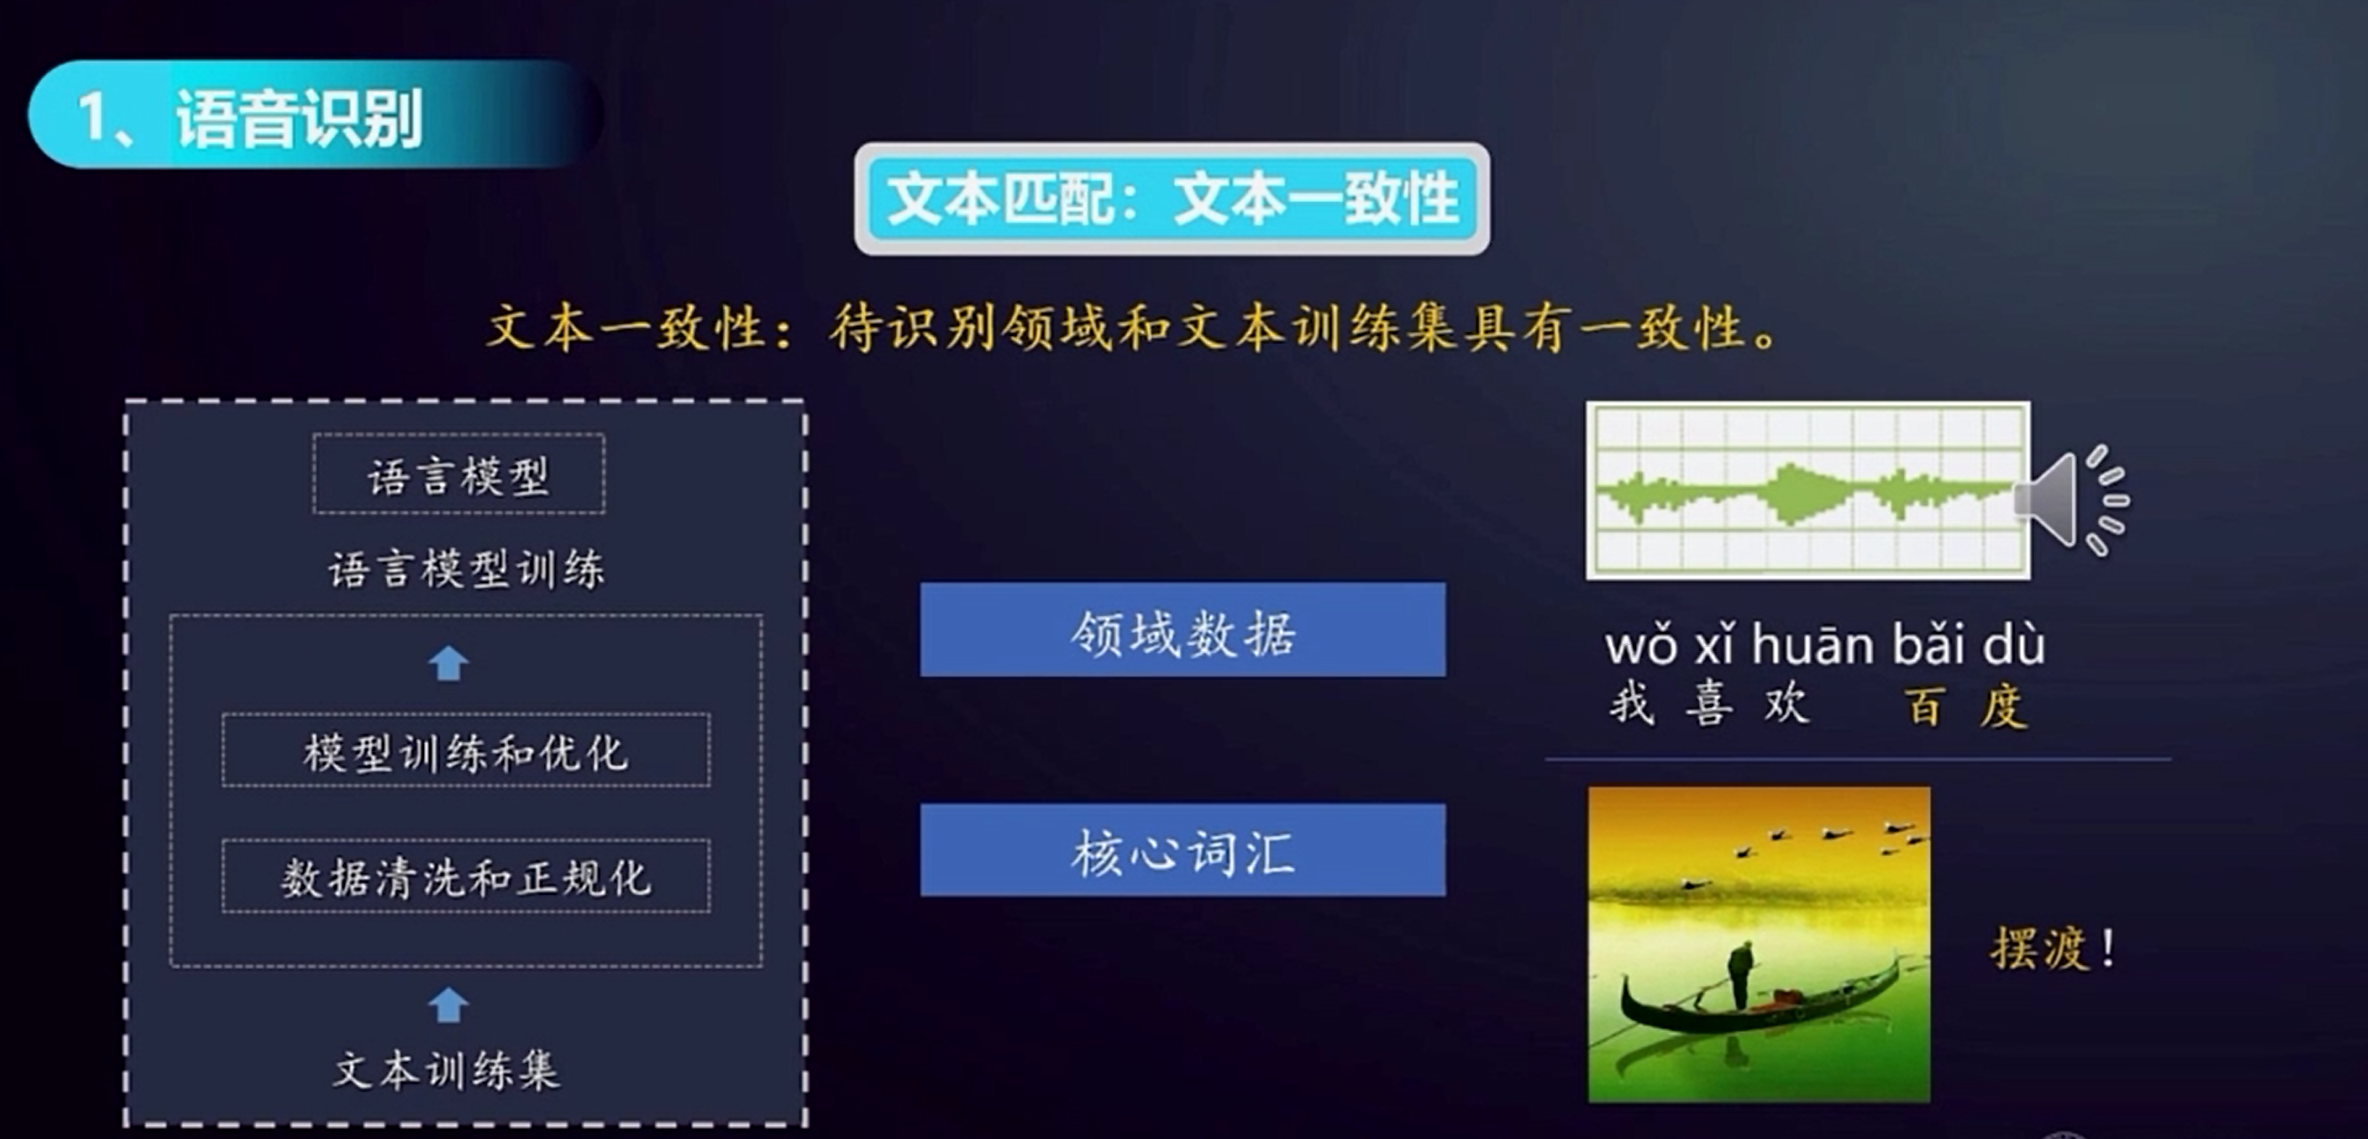 1、语音识别
文本匹配：文本一致性
文本一致性：待识别领域和文本训练集具有一致性。
语言模型
语言模型训练
模型训练和优化
数据清洗和正规化
文本训练集
领域数据
核心词汇
wǒ xǐ huān bǎi dù
我 喜 欢 百 度
摆渡！